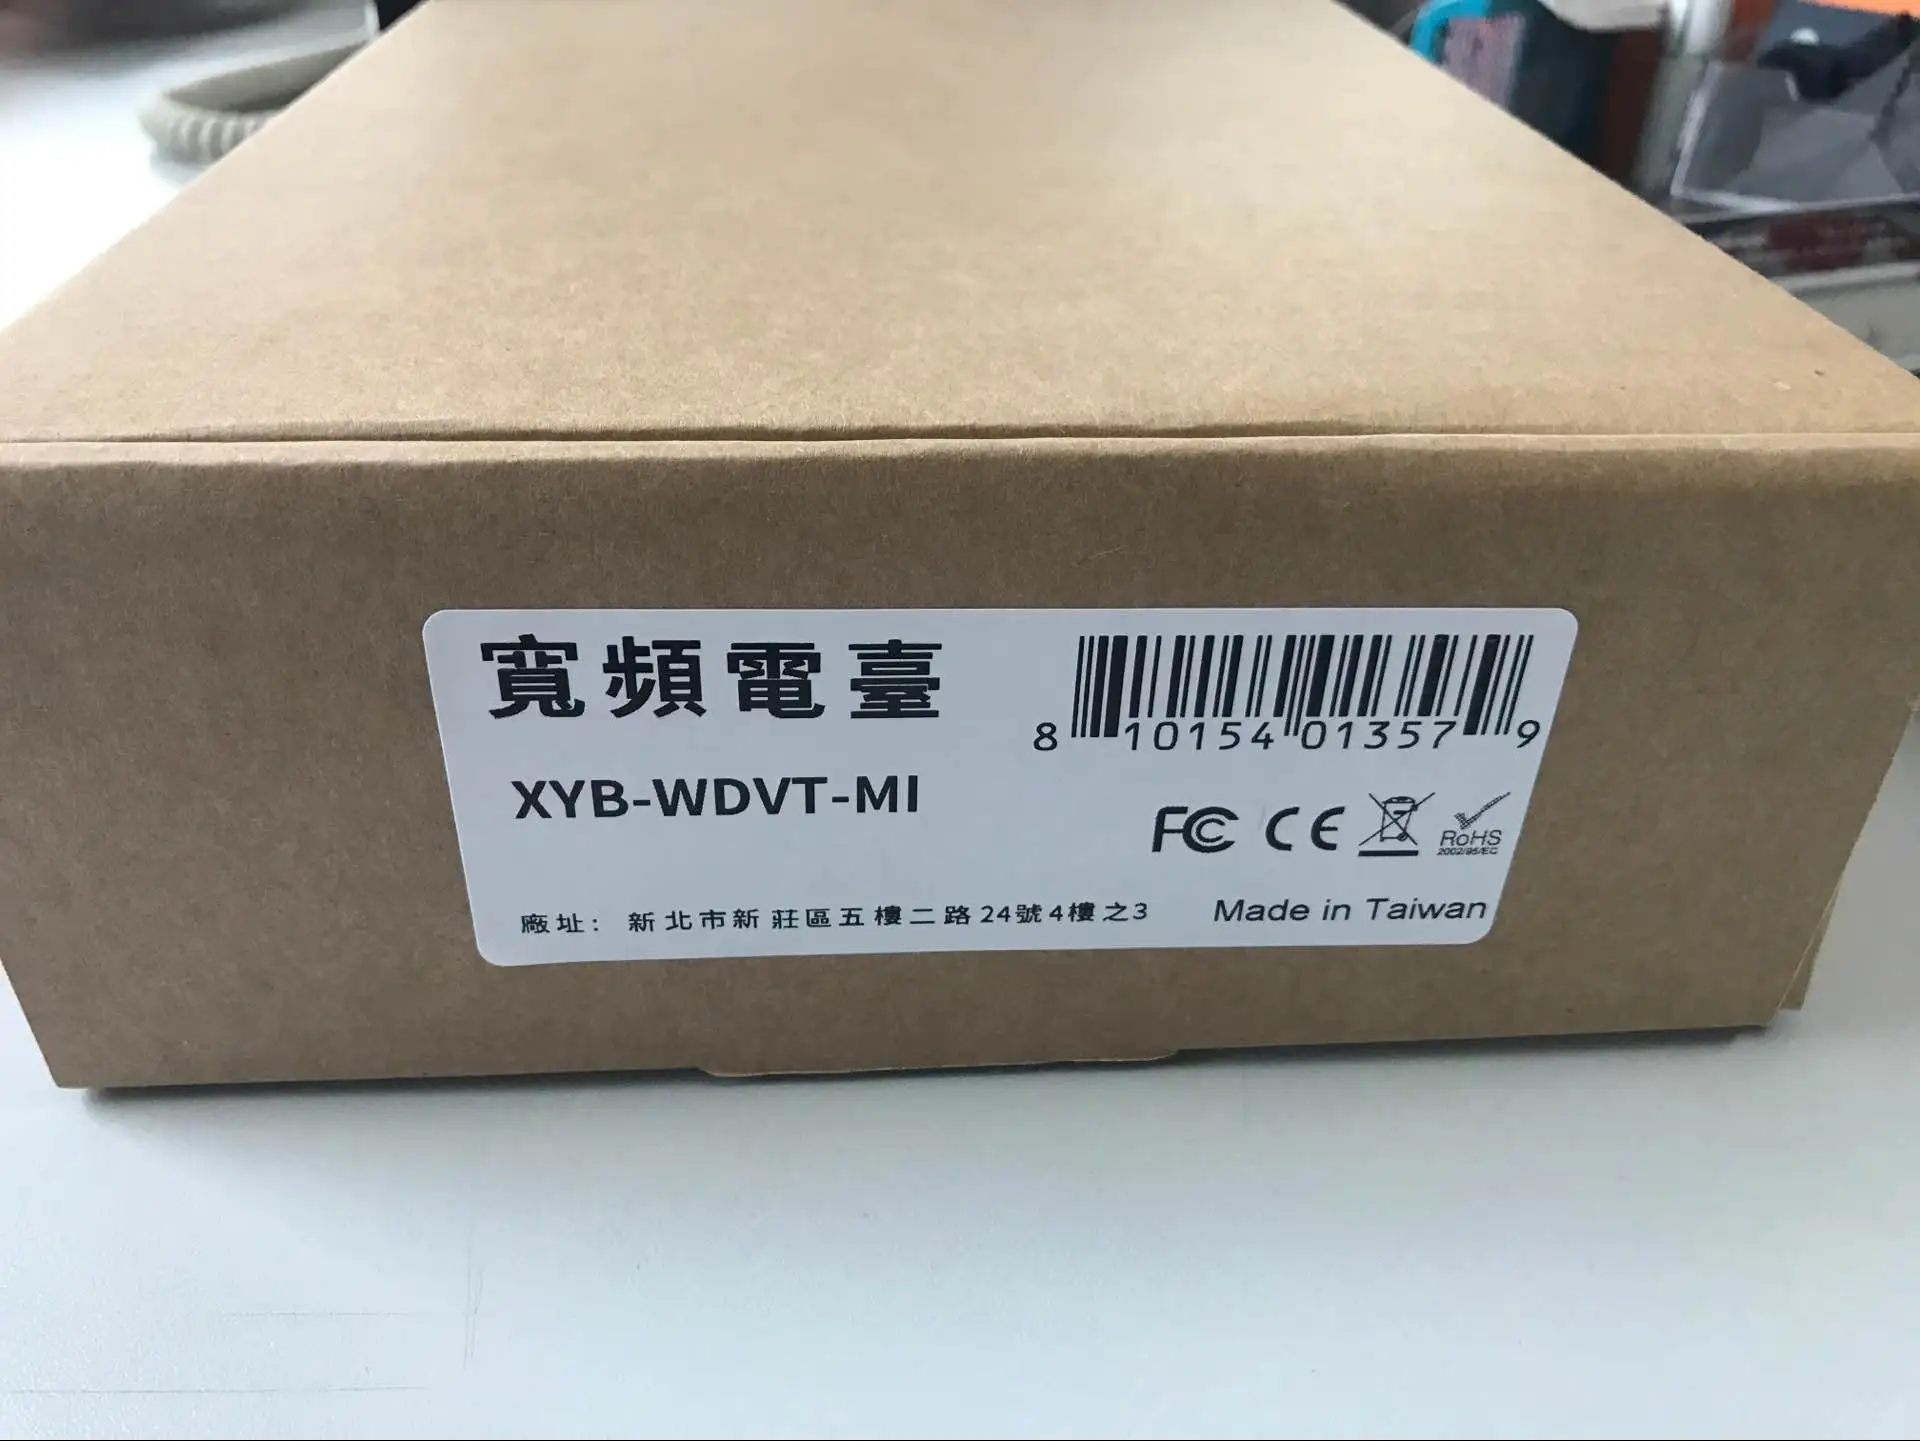 寬頻電臺
8 10154 01357 9
XYB-WDVT-MI
FC CE
RoHS
2002/95/EC
廠址: 新北市新莊區五樓二路24號4樓之3
Made in Taiwan